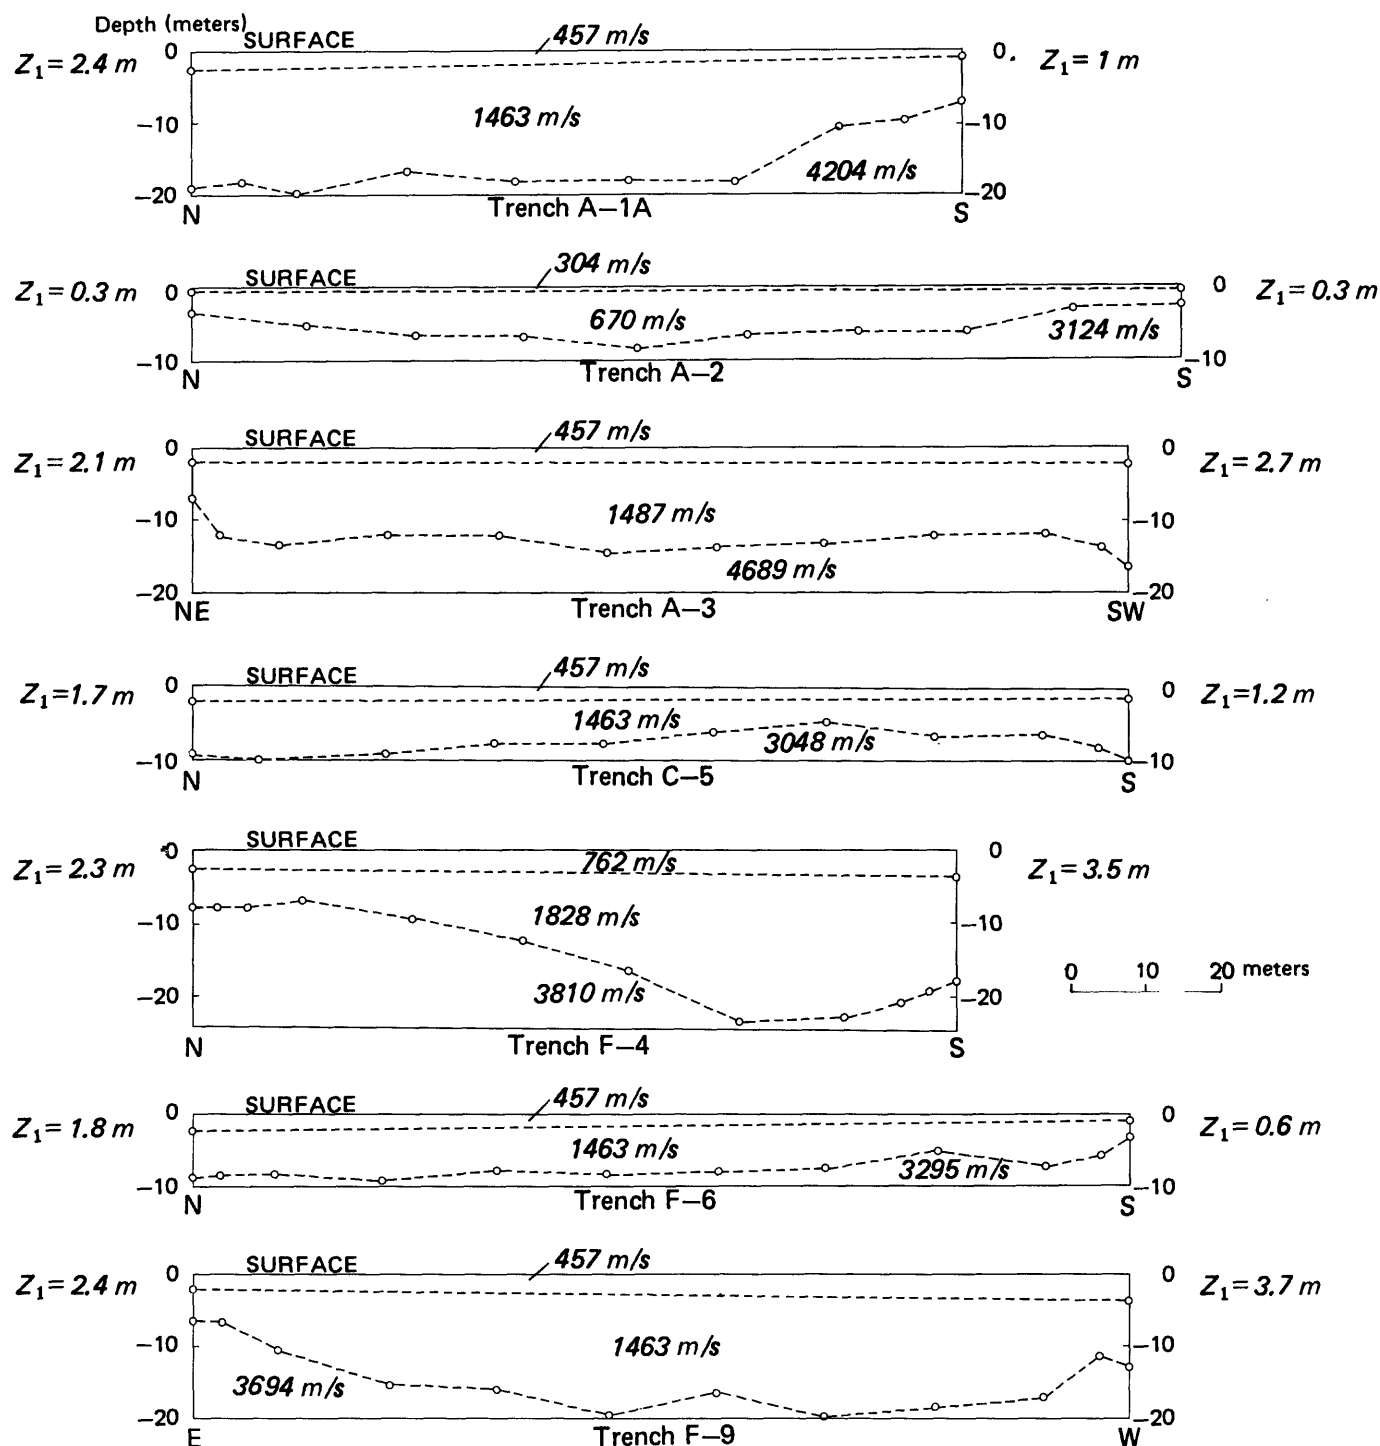 Depth (meters)
SURFACE 457 m/s
Z1= 2.4 m 0 0. Z1= 1 m
1463 m/s
−10 −10
4204 m/s
−20 −20
N Trench A−1A S
SURFACE 304 m/s
Z1= 0.3 m 0 0 Z1= 0.3 m
670 m/s 3124 m/s
−10 −10
N Trench A−2 S
SURFACE 457 m/s
0 0
Z1= 2.1 m Z1= 2.7 m
1487 m/s
−10 −10
4689 m/s
−20 −20
NE Trench A−3 SW
SURFACE 457 m/s
0 0
Z1=1.7 m Z1=1.2 m
1463 m/s
3048 m/s
−10 −10
N Trench C−5 S
SURFACE
0 0
762 m/s
Z1= 2.3 m Z1= 3.5 m
1828 m/s
−10 −10
0 10 20 meters
3810 m/s
−20 −20
N Trench F−4 S
SURFACE 457 m/s
0 0
Z1= 1.8 m Z1= 0.6 m
1463 m/s
3295 m/s
−10 −10
N Trench F−6 S
SURFACE 457 m/s
0 0
Z1= 2.4 m Z1= 3.7 m
−10 1463 m/s −10
3694 m/s
−20 −20
E Trench F−9 W